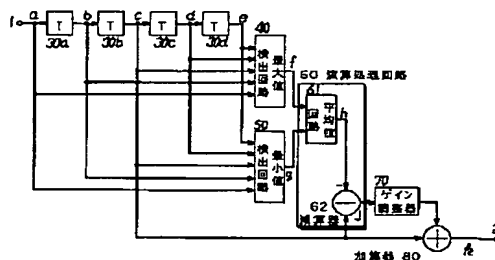 1 a T b T c T d T e
30a 30b 30c 30d
40
最大値検出回路
f
60 演算処理回路
61
平均値回路
h
50
最小値検出回路
g
62
減算器
70
ゲイン調整器
加算器 80
k
2